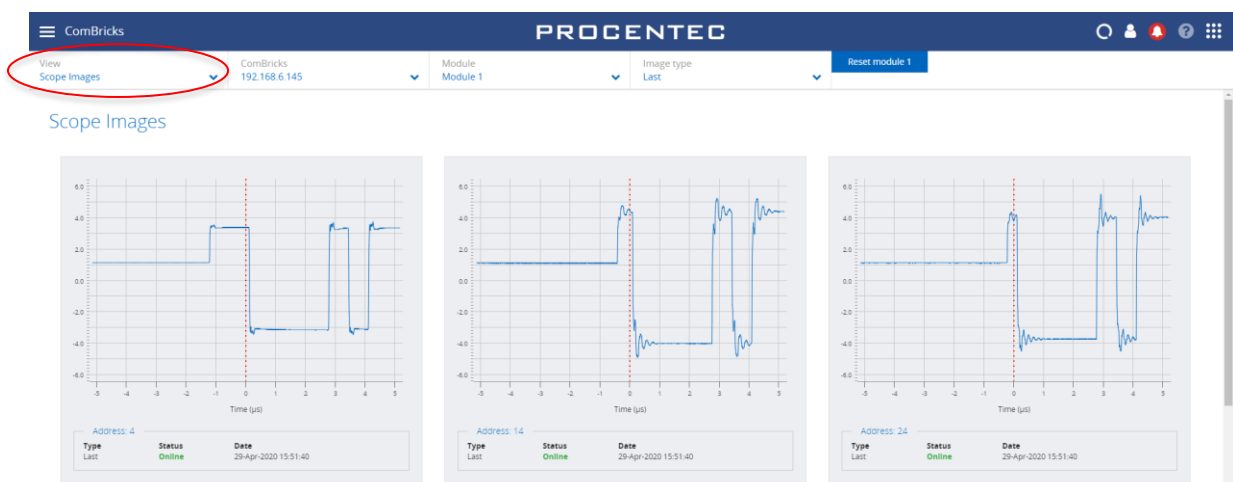 ComBricks PROCENTEC
View ComBricks Module Image type Reset module 1
Scope Images 192.168.6.145 Module 1 Last
Scope Images
6.0 6.0 6.0
4.0 4.0 4.0
2.0 2.0 2.0
0.0 0.0 0.0
-2.0 -2.0 -2.0
-4.0 -4.0 -4.0
-6.0 -6.0 -6.0
-5 -4 -3 -2 -1 0 1 2 3 4 5 -5 -4 -3 -2 -1 0 1 2 3 4 5 -5 -4 -3 -2 -1 0 1 2 3 4 5
Time (µs) Time (µs) Time (µs)
Address: 4 Address: 14 Address: 24
Type Status Date Type Status Date Type Status Date
Last Online 29-Apr-2020 15:51:40 Last Online 29-Apr-2020 15:51:40 Last Online 29-Apr-2020 15:51:40